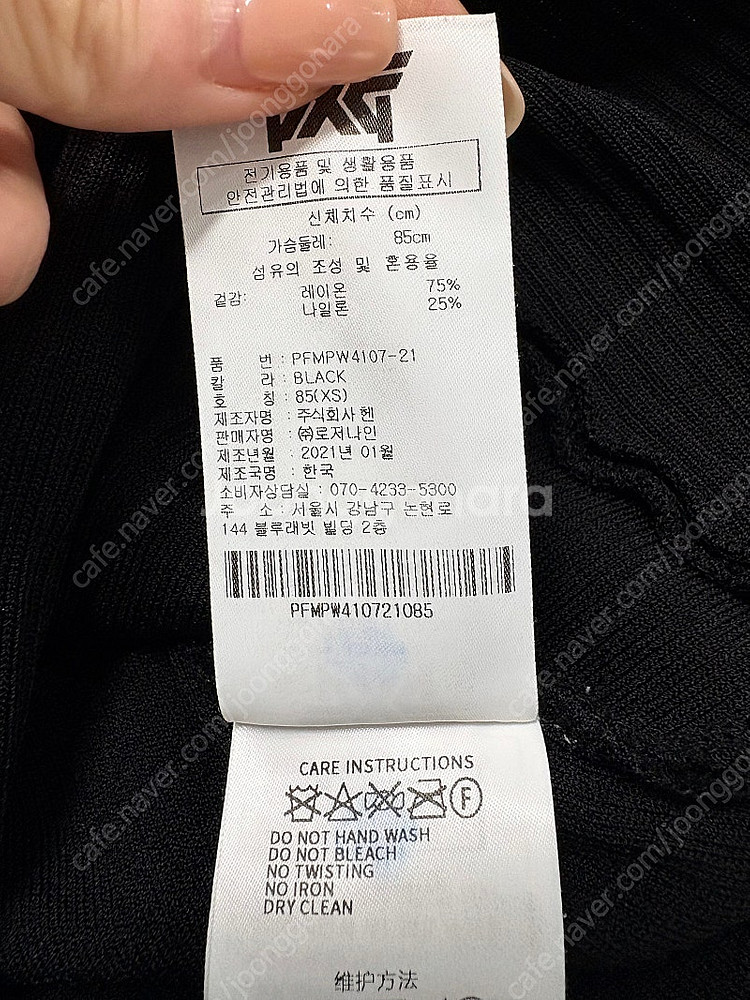 PXG
전기용품 및 생활용품
안전관리법에 의한 품질표시
신체치수 (cm)
가슴둘레: 85cm
섬유의 조성 및 혼용율
겉감: 레이온 75%
나일론 25%
품 번 : PFMPW4107-21
칼 라 : BLACK
호 칭 : 85(XS)
제조자명 : 주식회사 헨
판매자명 : ㈜로저나인
제조년월 : 2021년 01월
제조국명 : 한국
소비자상담실 : 070-4233-5300
주 소 : 서울시 강남구 논현로
144 블루래빗 빌딩 2층
PFMPW410721085
CARE INSTRUCTIONS
F
DO NOT HAND WASH
DO NOT BLEACH
NO TWISTING
NO IRON
DRY CLEAN
维护方法
cafe.naver.com/joonggonara